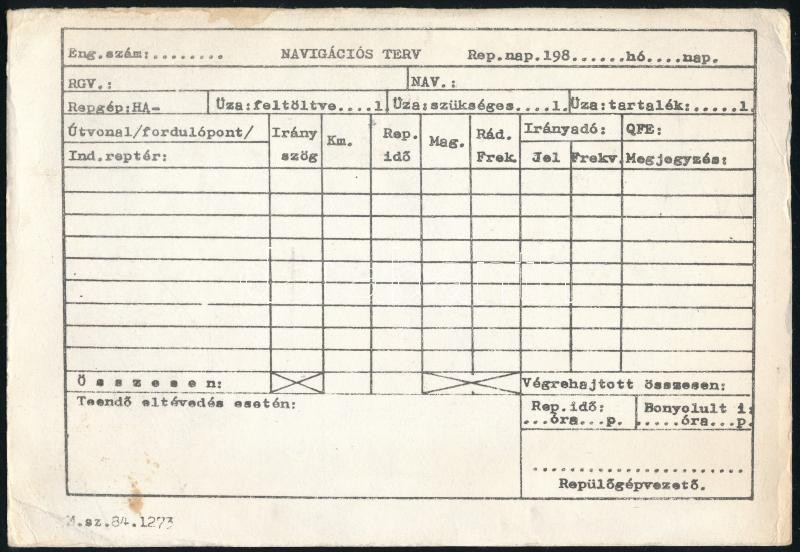 Eng.szám:........ NAVIGÁCIÓS TERV Rep.nap.198......hó....nap.
RGV.: NAV.:
Repgép:HA- Üza:feltöltve....l. Üza:szükséges....l. Üza:tartalék:.....l.
Útvonal/fordulópont/ Irány szög Km. Rep. idő Mag. Rád. Frek. Irányadó: QFE:
Ind.reptér: Jel Frekv. Megjegyzés:
Ö s s z e s e n: Végrehajtott összesen:
Teendő eltévedés esetén: Rep.idő: Bonyolult i:
...óra...p. .....óra...p.
.......................
Repülőgépvezető.
M.sz.84.1273